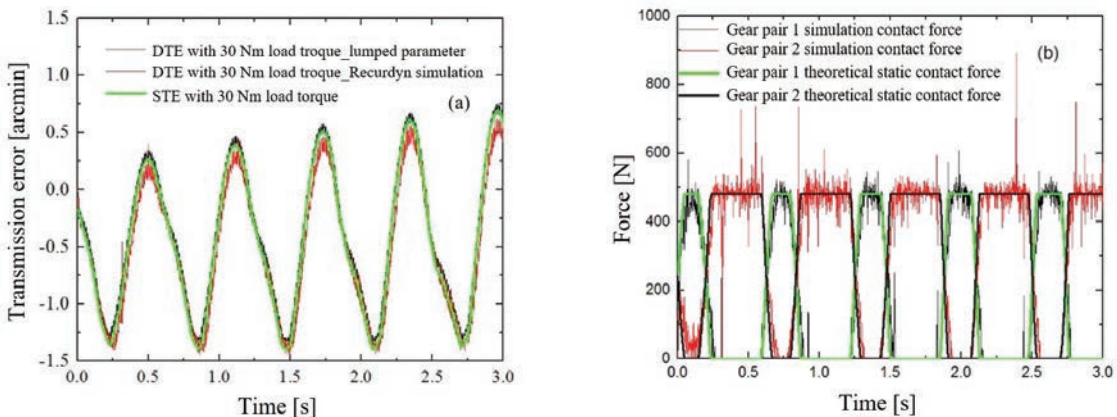 1.5
1.0
0.5
0.0
-0.5
-1.0
-1.5
Transmission error [arcmin]
DTE with 30 Nm load troque_lumped parameter
DTE with 30 Nm load troque_Recurdyn simulation
STE with 30 Nm load torque
(a)
0.0 0.5 1.0 1.5 2.0 2.5 3.0
Time [s]
1000
800
600
400
200
0
Force [N]
Gear pair 1 simulation contact force
Gear pair 2 simulation contact force
Gear pair 1 theoretical static contact force
Gear pair 2 theoretical static contact force
(b)
0.0 0.5 1.0 1.5 2.0 2.5 3.0
Time [s]